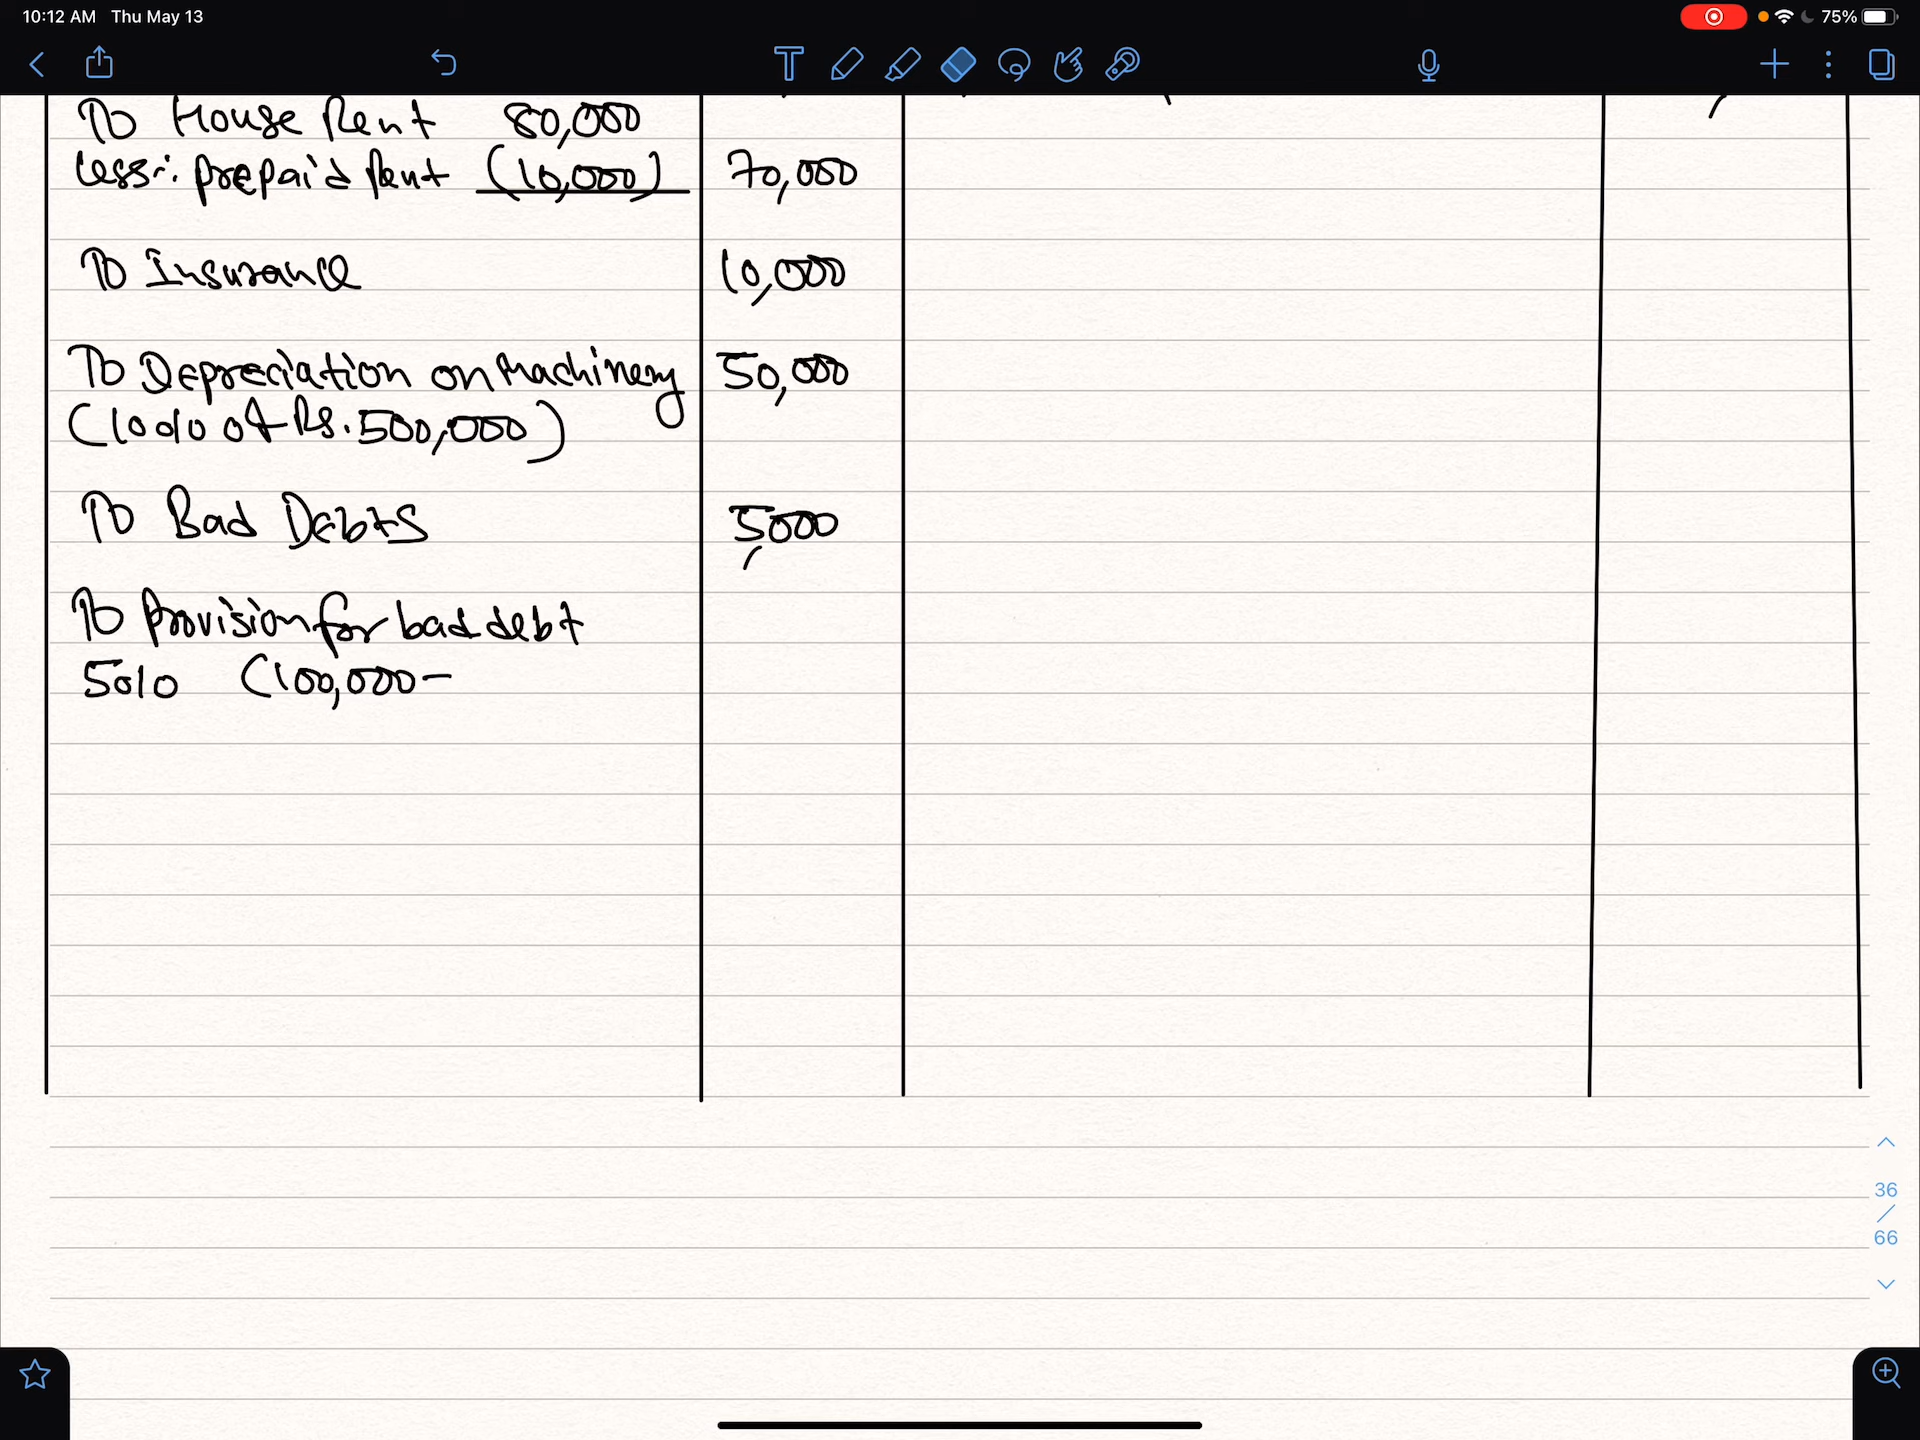 10:12 AM Thu May 13
75%
To House Rent 80,000
Less:- prepaid Rent (10,000) 70,000
To Insurance 10,000
To Depreciation on Machinery 50,000
(10% of Rs. 500,000)
To Bad Debts 5,000
To Provision for bad debt
5% (100,000-
36
/
66